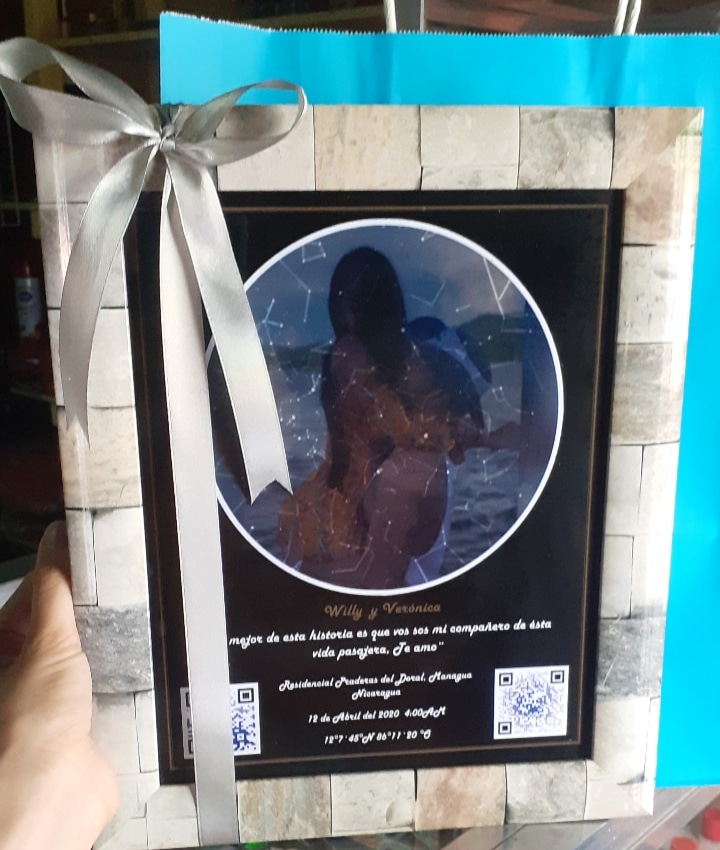 Willy y Verónica
mejor de esta historia es que vos sos mi compañero de ésta
vida pasajera, Te amo"
Residencial Praderas del Doral, Managua
Nicaragua
12 de Abril del 2020 4:00AM
12°7'45"N 86°11'20 "O